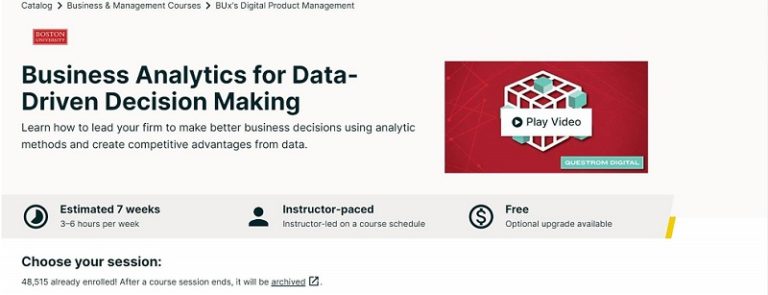 Catalog > Business & Management Courses > BUx's Digital Product Management
BOSTON
UNIVERSITY
Business Analytics for Data-
Driven Decision Making
Learn how to lead your firm to make better business decisions using analytic
methods and create competitive advantages from data.
Play Video
QUESTROM DIGITAL
Estimated 7 weeks
3–6 hours per week
Instructor-paced
Instructor-led on a course schedule
Free
Optional upgrade available
Choose your session:
48,515 already enrolled! After a course session ends, it will be archived.